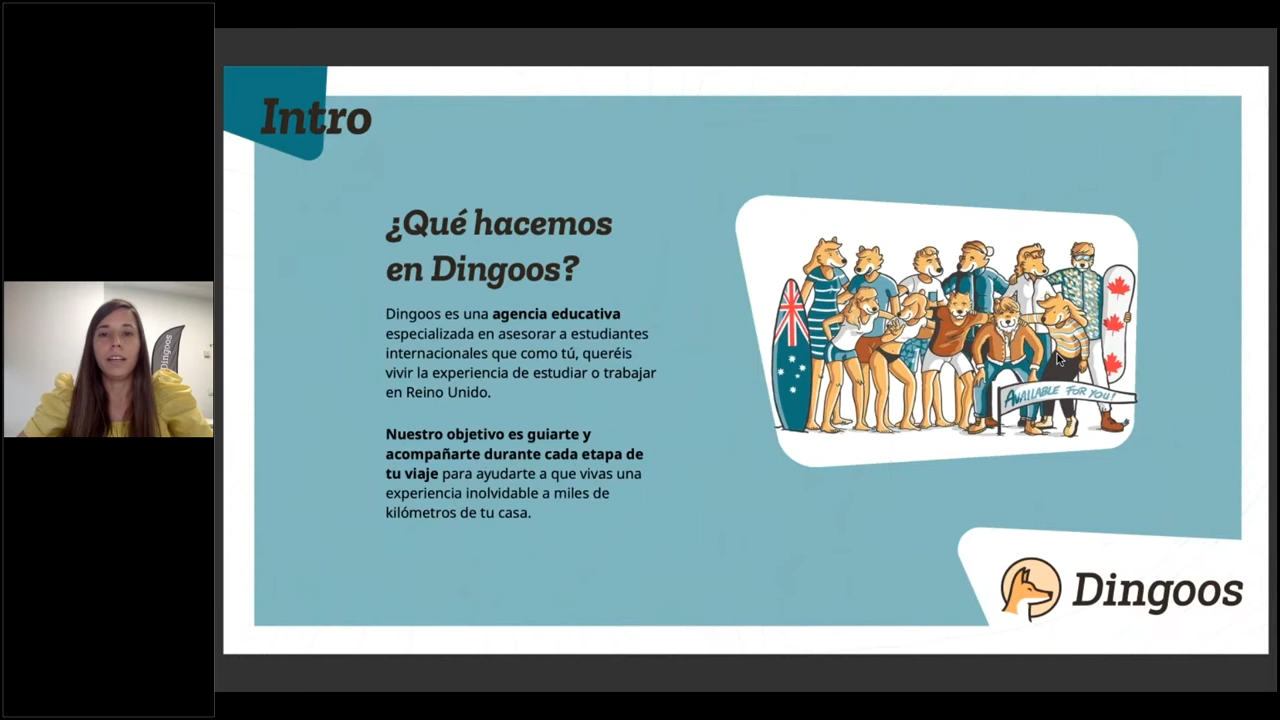 Intro
¿Qué hacemos
en Dingoos?
Dingoos es una agencia educativa
especializada en asesorar a estudiantes
internacionales que como tú, queréis
vivir la experiencia de estudiar o trabajar
en Reino Unido.
Nuestro objetivo es guiarte y
acompañarte durante cada etapa de
tu viaje para ayudarte a que vivas una
experiencia inolvidable a miles de
kilómetros de tu casa.
AVAILABLE FOR YOU!
Dingoos
Dingoos